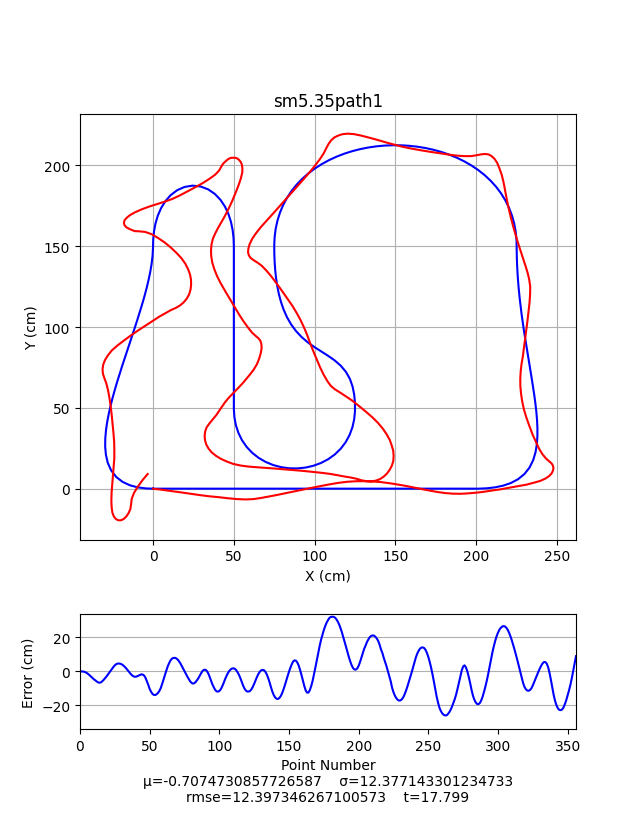 sm5.35path1
Y (cm)
200
150
100
50
0
0 50 100 150 200 250
X (cm)
Error (cm)
20
0
−20
0 50 100 150 200 250 300 350
Point Number
μ=-0.7074730857726587 σ=12.377143301234733
rmse=12.397346267100573 t=17.799